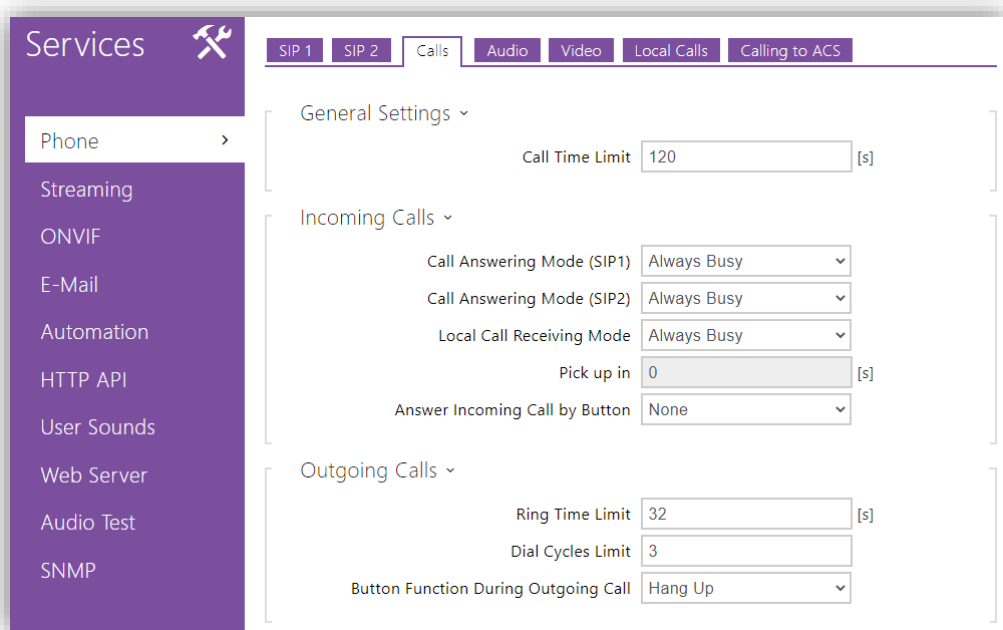 Services
Phone
Streaming
ONVIF
E-Mail
Automation
HTTP API
User Sounds
Web Server
Audio Test
SNMP
SIP 1 SIP 2 Calls Audio Video Local Calls Calling to ACS
General Settings
Call Time Limit 120 [s]
Incoming Calls
Call Answering Mode (SIP1) Always Busy
Call Answering Mode (SIP2) Always Busy
Local Call Receiving Mode Always Busy
Pick up in 0 [s]
Answer Incoming Call by Button None
Outgoing Calls
Ring Time Limit 32 [s]
Dial Cycles Limit 3
Button Function During Outgoing Call Hang Up